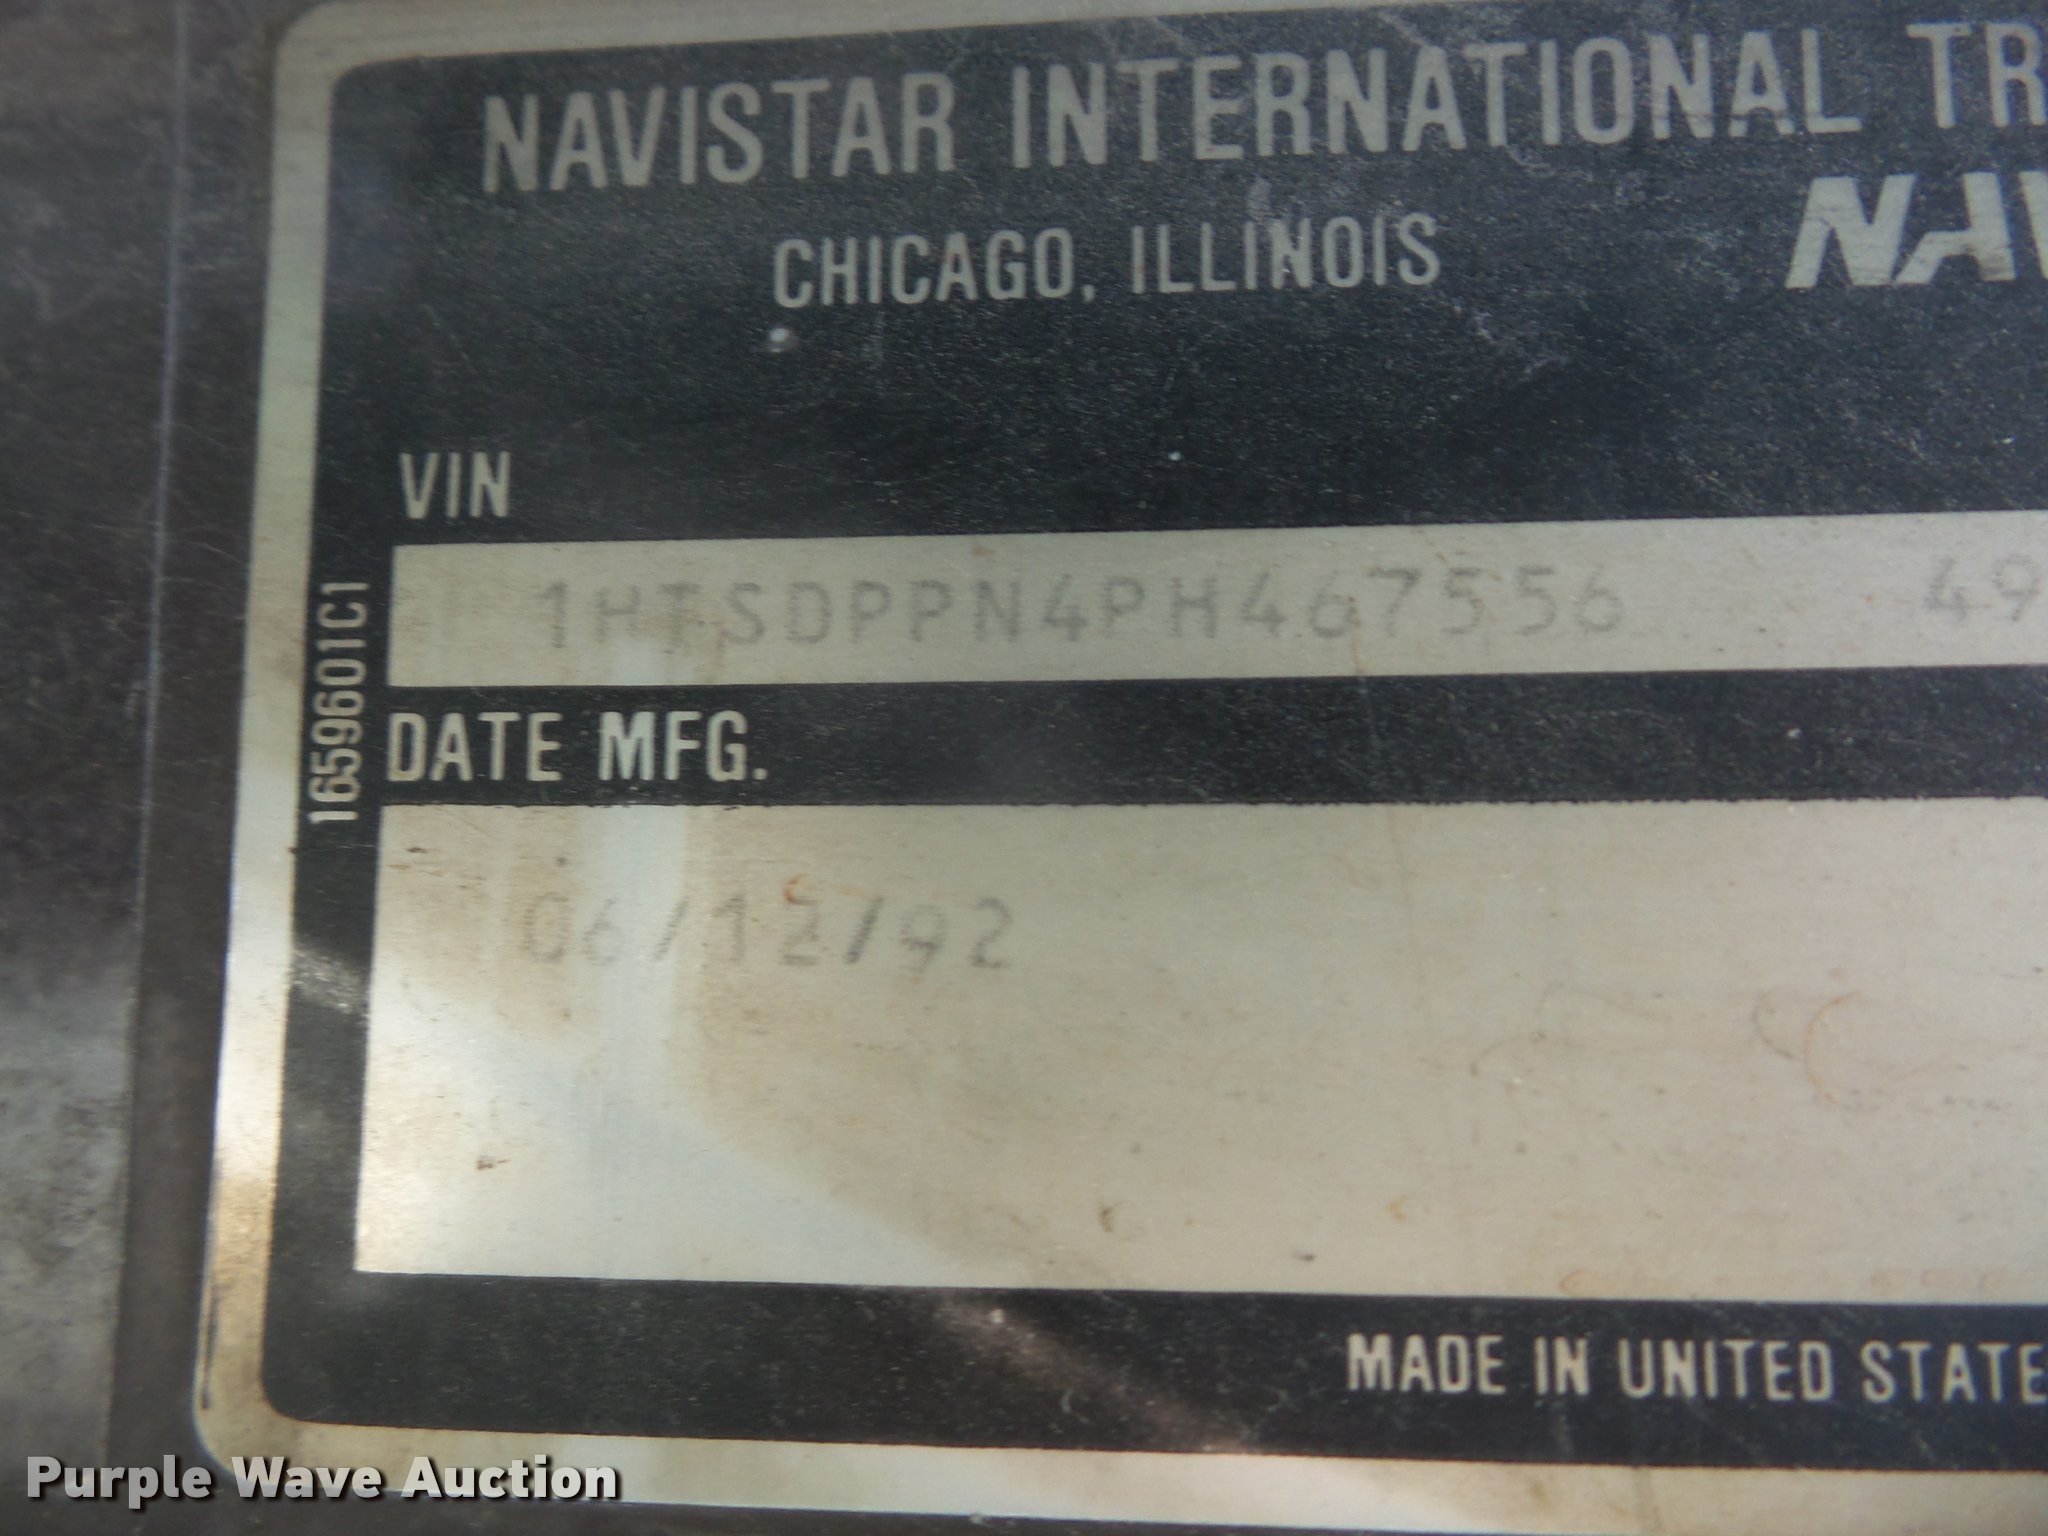 NAVISTAR INTERNATIONAL TR
CHICAGO, ILLINOIS
NAV
VIN
1HTSDPPN4PH467556 49
1659601C1
DATE MFG.
06/12/92
MADE IN UNITED STATE
Purple Wave Auction